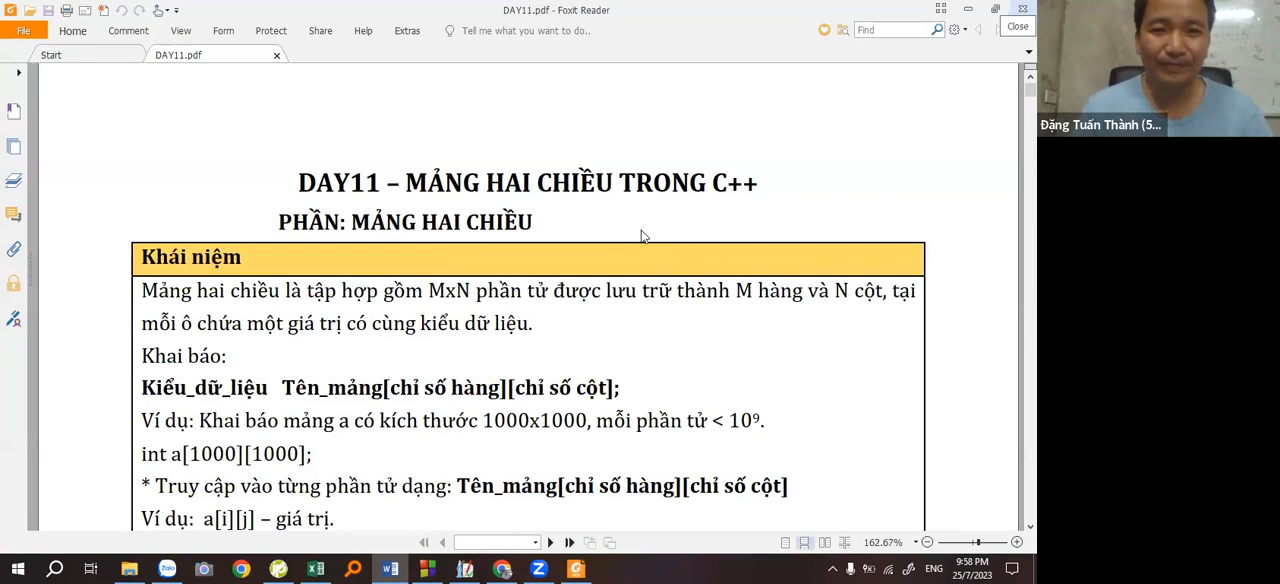 DAY11.pdf - Foxit Reader
File Home Comment View Form Protect Share Help Extras Tell me what you want to do.. Find
Close
Start DAY11.pdf
Đặng Tuấn Thành (5...
DAY11 – MẢNG HAI CHIỀU TRONG C++
PHẦN: MẢNG HAI CHIỀU
Khái niệm
Mảng hai chiều là tập hợp gồm MxN phần tử được lưu trữ thành M hàng và N cột, tại
mỗi ô chứa một giá trị có cùng kiểu dữ liệu.
Khai báo:
Kiểu_dữ_liệu Tên_mảng[chỉ số hàng][chỉ số cột];
Ví dụ: Khai báo mảng a có kích thước 1000x1000, mỗi phần tử < 10⁹.
int a[1000][1000];
* Truy cập vào từng phần tử dạng: Tên_mảng[chỉ số hàng][chỉ số cột]
Ví dụ: a[i][j] – giá trị.
162.67%
Zalo
ENG
9:58 PM
25/7/2023